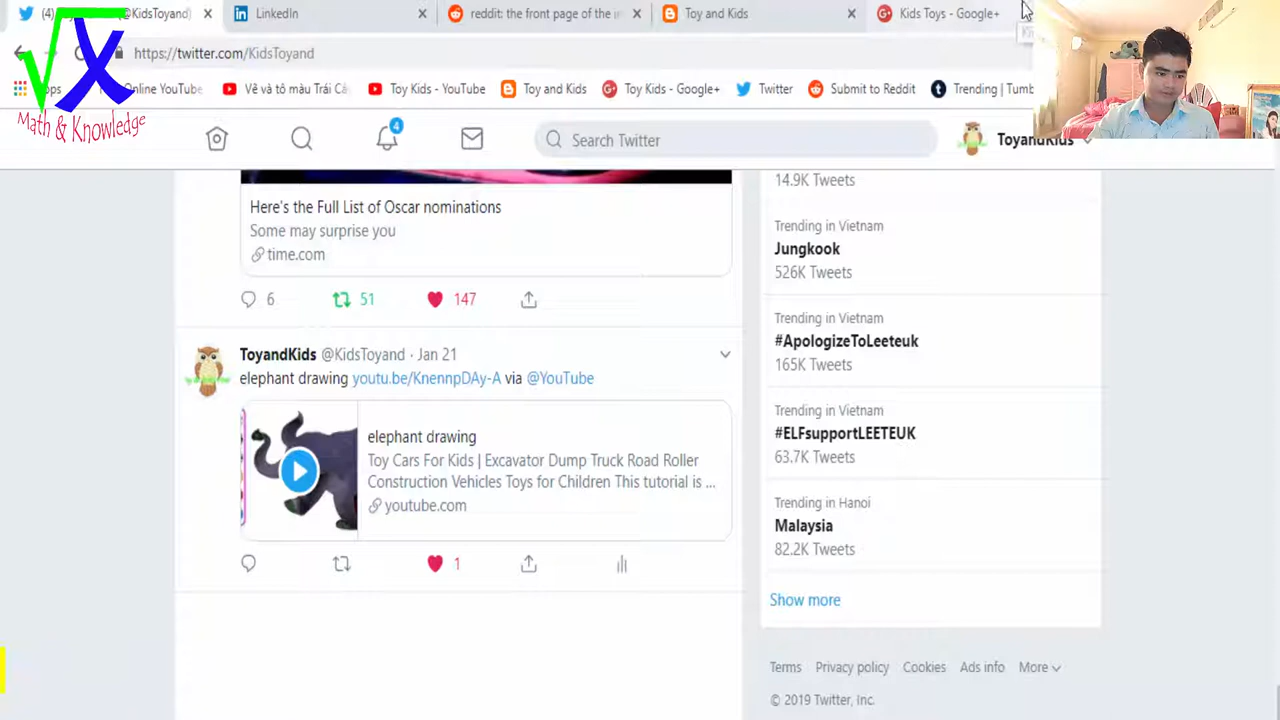 (4)
@KidsToyand)
LinkedIn
reddit: the front page of the in
Toy and Kids
Kids Toys - Google+
https://twitter.com/KidsToyand
Online YouTube
Vẽ và tô màu Trái Câ
Toy Kids - YouTube
Toy and Kids
Toy Kids - Google+
Twitter
Submit to Reddit
Trending | Tumb
√X
Math & Knowledge
4
Search Twitter
ToyandKids
14.9K Tweets
Here's the Full List of Oscar nominations
Some may surprise you
time.com
6 51 147
ToyandKids @KidsToyand · Jan 21
elephant drawing youtu.be/KnennpDAy-A via @YouTube
elephant drawing
Toy Cars For Kids | Excavator Dump Truck Road Roller
Construction Vehicles Toys for Children This tutorial is ...
youtube.com
1
Trending in Vietnam
Jungkook
526K Tweets
Trending in Vietnam
#ApologizeToLeeteuk
165K Tweets
Trending in Vietnam
#ELFsupportLEETEUK
63.7K Tweets
Trending in Hanoi
Malaysia
82.2K Tweets
Show more
Terms Privacy policy Cookies Ads info More
© 2019 Twitter, Inc.